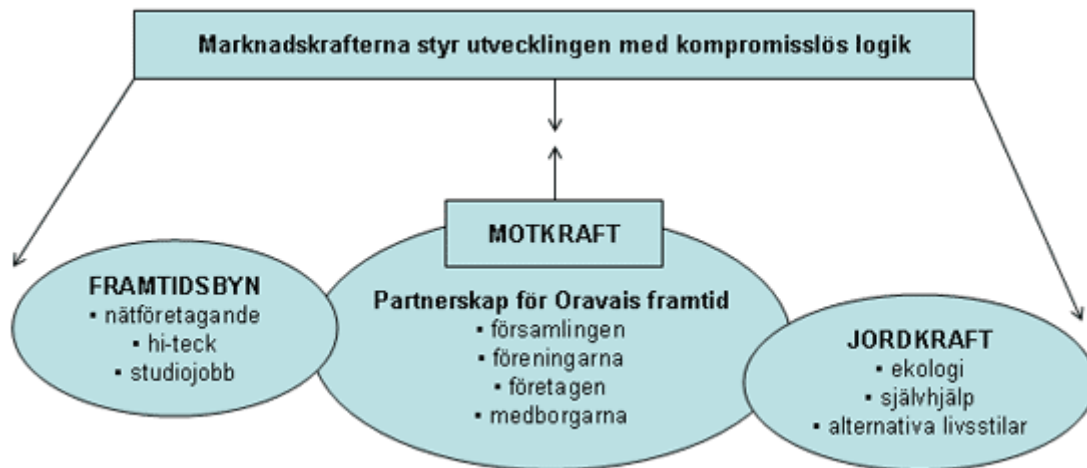 Marknadskrafterna styr utvecklingen med kompromisslös logik
MOTKRAFT
FRAMTIDSBYN
▪ nätföretagande
▪ hi-teck
▪ studiojobb
Partnerskap för Oravais framtid
▪ församlingen
▪ föreningarna
▪ företagen
▪ medborgarna
JORDKRAFT
▪ ekologi
▪ självhjälp
▪ alternativa livsstilar